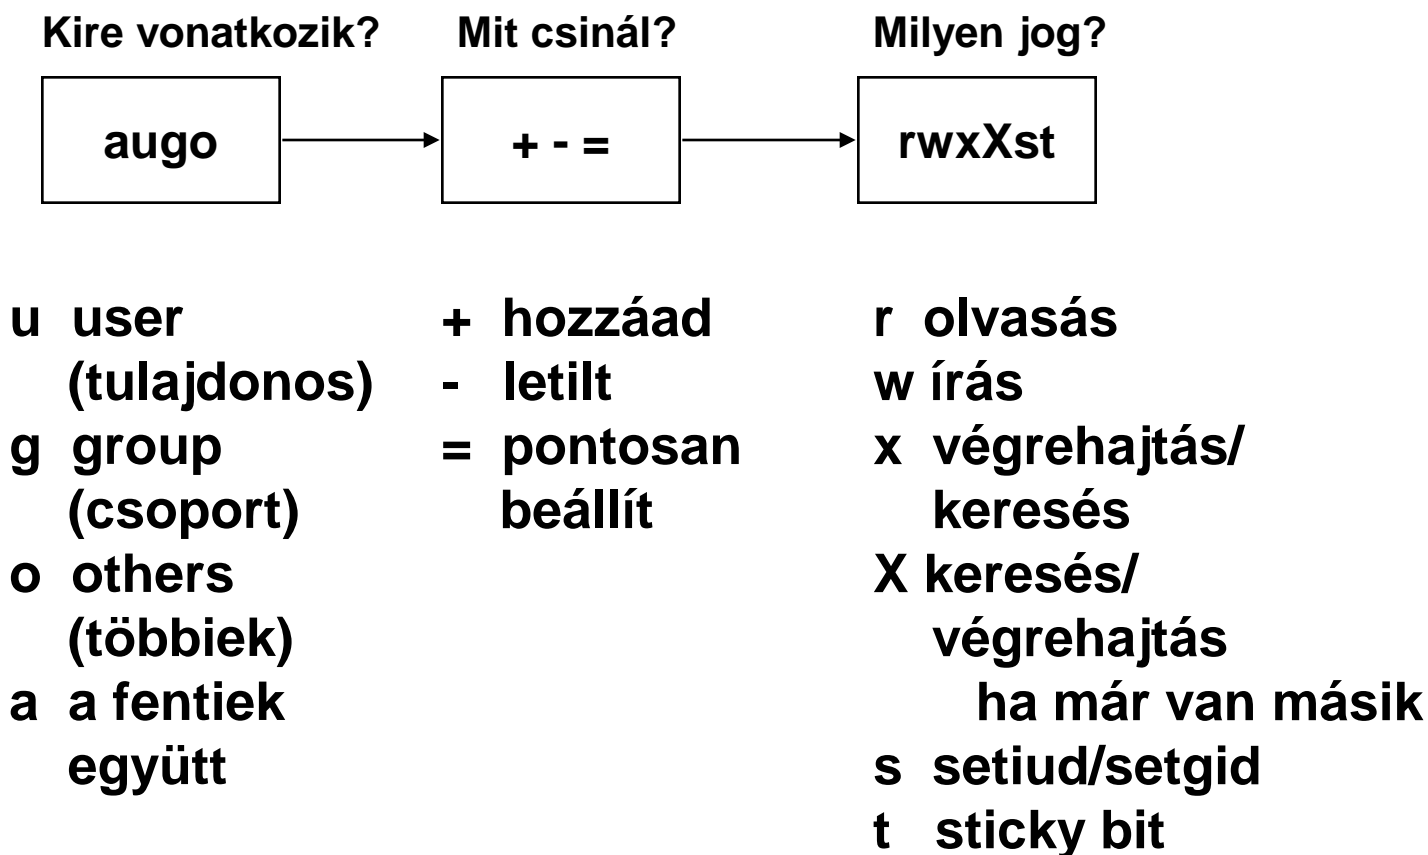 Kire vonatkozik? Mit csinál? Milyen jog?
augo + - = rwxXst
u user
(tulajdonos)
g group
(csoport)
o others
(többiek)
a a fentiek
együtt
+ hozzáad
- letilt
= pontosan
beállít
r olvasás
w írás
x végrehajtás/
keresés
X keresés/
végrehajtás
ha már van másik
s setiud/setgid
t sticky bit